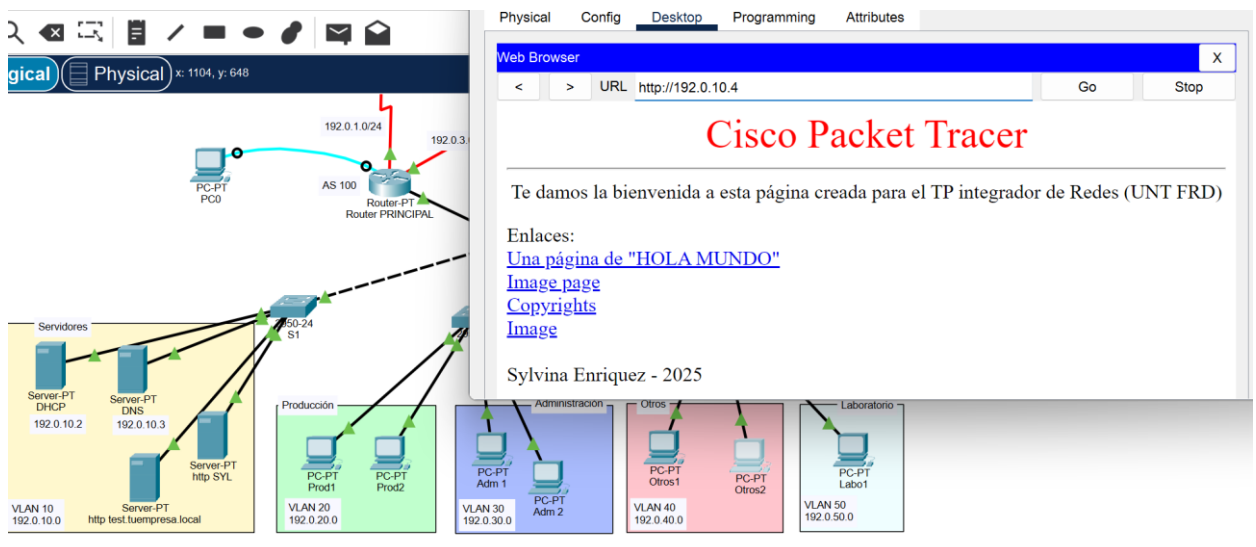 Physical Config Desktop Programming Attributes
Web Browser
X
< > URL http://192.0.10.4 Go Stop
Cisco Packet Tracer
Te damos la bienvenida a esta página creada para el TP integrador de Redes (UNT FRD)
Enlaces:
Una página de "HOLA MUNDO"
Image page
Copyrights
Image
Sylvina Enriquez - 2025
gical) Physical x: 1104, y: 648
192.0.1.0/24
192.0.3.
PC-PT
PC0
AS 100
Router-PT
Router PRINCIPAL
2950-24
S1
Servidores
Server-PT
DHCP
192.0.10.2
Server-PT
DNS
192.0.10.3
Server-PT
http SYL
Server-PT
http test.tuempresa.local
VLAN 10
192.0.10.0
Producción
PC-PT
Prod1
PC-PT
Prod2
VLAN 20
192.0.20.0
Administración
PC-PT
Adm 1
PC-PT
Adm 2
VLAN 30
192.0.30.0
Otros
PC-PT
Otros1
PC-PT
Otros2
VLAN 40
192.0.40.0
Laboratorio
PC-PT
Labo1
VLAN 50
192.0.50.0